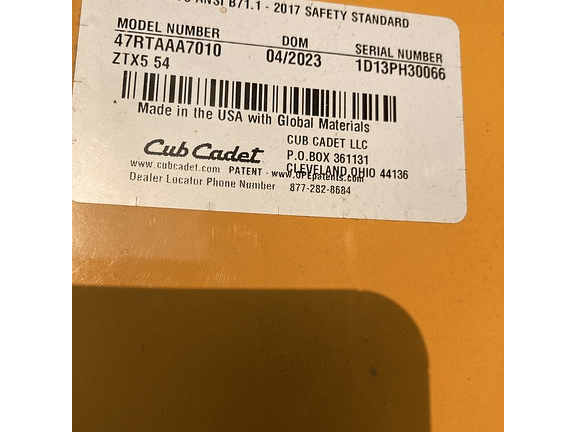 ANSI B71.1 - 2017 SAFETY STANDARD
MODEL NUMBER DOM SERIAL NUMBER
47RTAAA7010 04/2023 1D13PH30066
ZTX5 54
Made in the USA with Global Materials
Cub Cadet
CUB CADET LLC
P.O.BOX 361131
CLEVELAND,OHIO 44136
www.cubcadet.com PATENT - www.OPEpatents.com
Dealer Locator Phone Number 877-282-8684